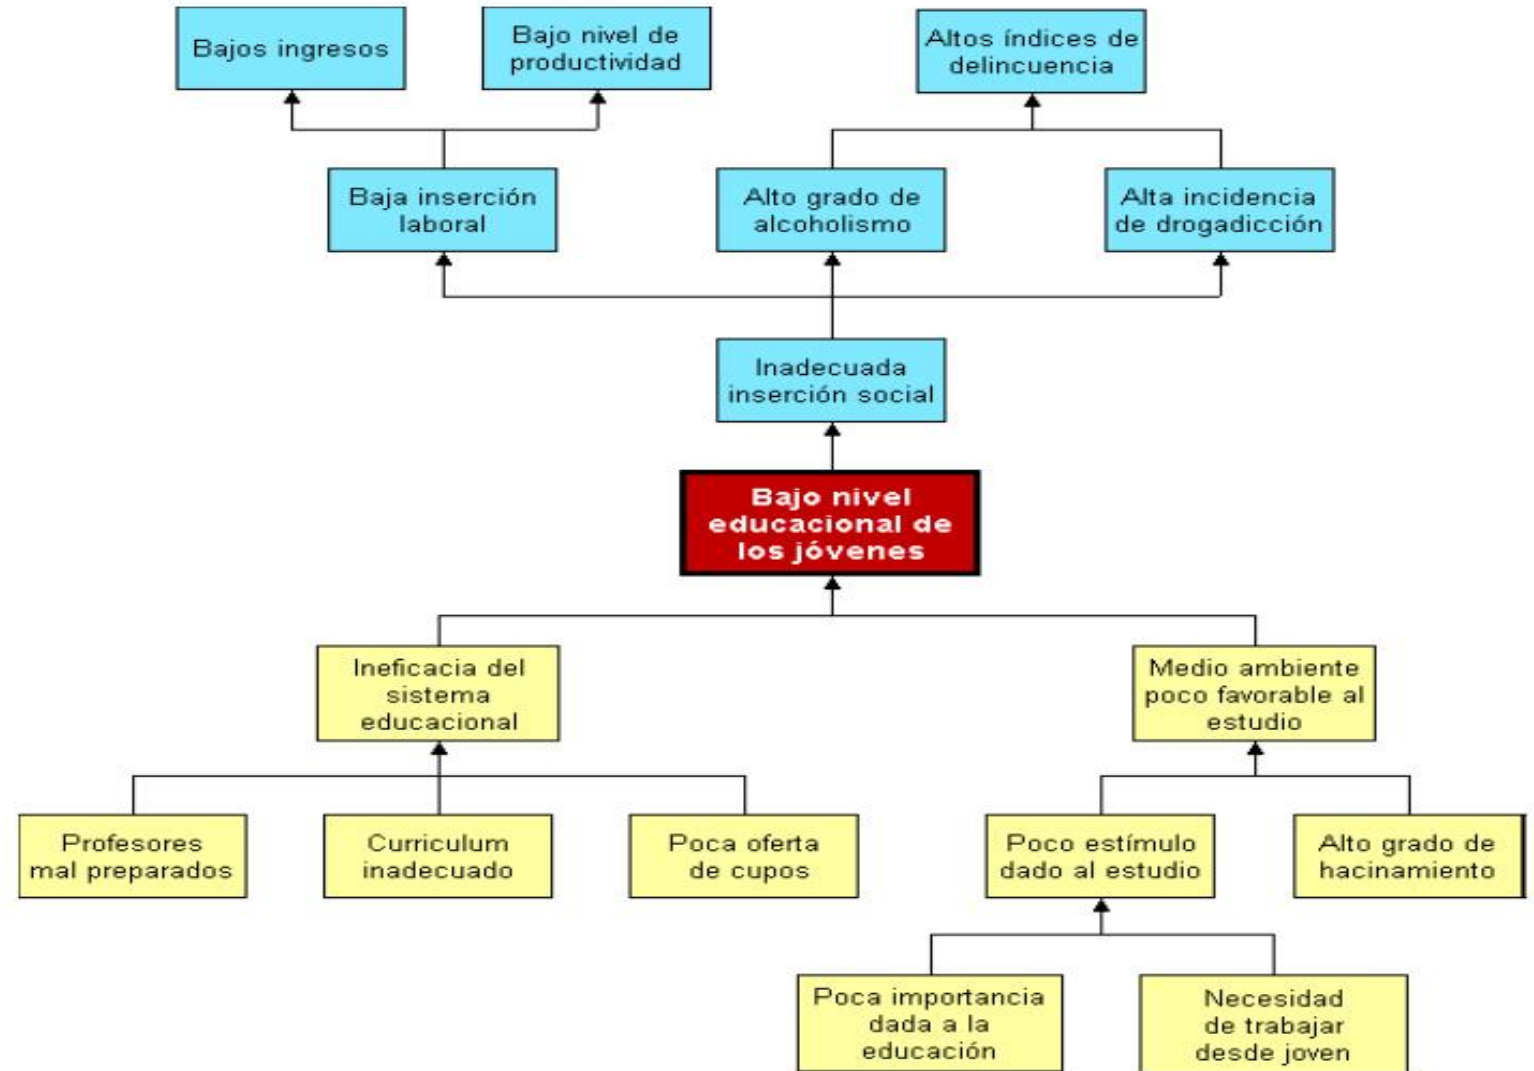 Bajos ingresos
Bajo nivel de
productividad
Altos índices de
delincuencia
Baja inserción
laboral
Alto grado de
alcoholismo
Alta incidencia
de drogadicción
Inadecuada
inserción social
Bajo nivel
educacional de
los jóvenes
Ineficacia del
sistema
educacional
Medio ambiente
poco favorable al
estudio
Profesores
mal preparados
Curriculum
inadecuado
Poca oferta
de cupos
Poco estímulo
dado al estudio
Alto grado de
hacinamiento
Poca importancia
dada a la
educación
Necesidad
de trabajar
desde joven